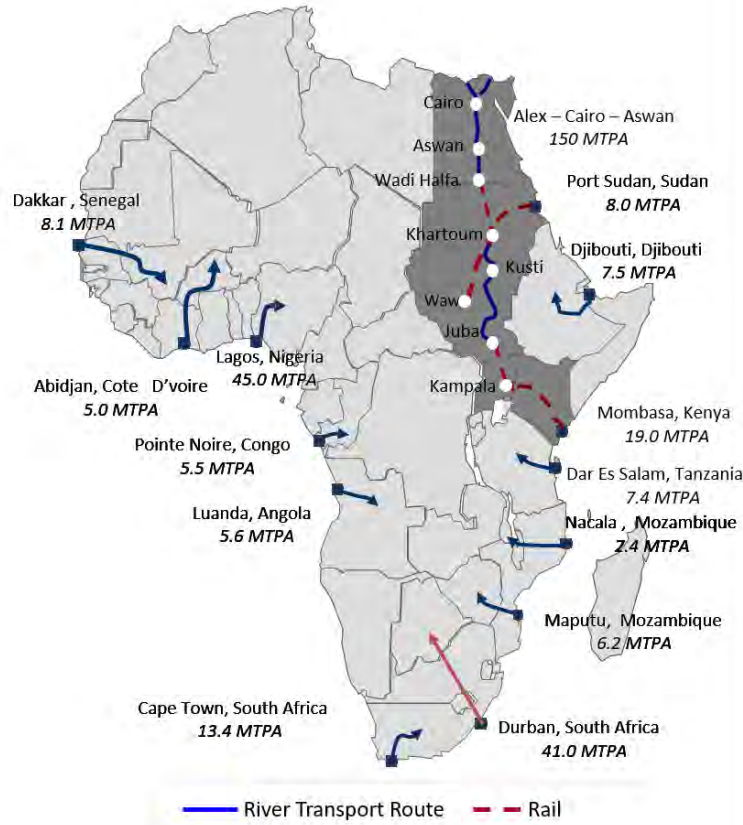 Cairo
Alex – Cairo – Aswan
150 MTPA
Aswan
Wadi Halfa
Port Sudan, Sudan
8.0 MTPA
Dakkar , Senegal
8.1 MTPA
Khartoum
Djibouti, Djibouti
7.5 MTPA
Kusti
Waw
Juba
Lagos, Nigeria
45.0 MTPA
Abidjan, Cote D’voire
5.0 MTPA
Kampala
Mombasa, Kenya
19.0 MTPA
Pointe Noire, Congo
5.5 MTPA
Dar Es Salam, Tanzania
7.4 MTPA
Luanda, Angola
5.6 MTPA
Nacala , Mozambique
2.4 MTPA
Maputu, Mozambique
6.2 MTPA
Cape Town, South Africa
13.4 MTPA
Durban, South Africa
41.0 MTPA
River Transport Route
Rail